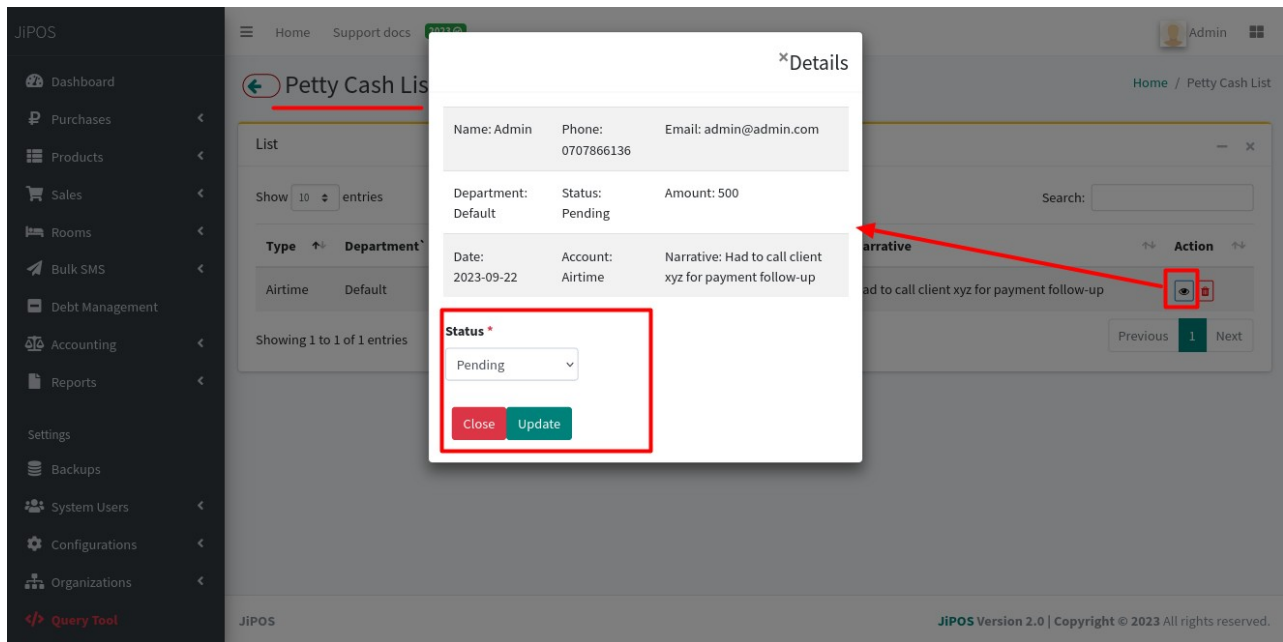 JiPOS
Home Support docs 2023
Admin
Dashboard
Purchases
Products
Sales
Rooms
Bulk SMS
Debt Management
Accounting
Reports
Settings
Backups
System Users
Configurations
Organizations
</> Query Tool
Petty Cash Lis
Home / Petty Cash List
List
Show 10 entries
Search:
Type Department
arrative Action
Airtime Default
ad to call client xyz for payment follow-up
Showing 1 to 1 of 1 entries
Previous 1 Next
×Details
Name: Admin Phone: Email: admin@admin.com
0707866136
Department: Status: Amount: 500
Default Pending
Date: Account: Narrative: Had to call client
2023-09-22 Airtime xyz for payment follow-up
Status *
Pending
Close Update
JiPOS
JiPOS Version 2.0 | Copyright © 2023 All rights reserved.